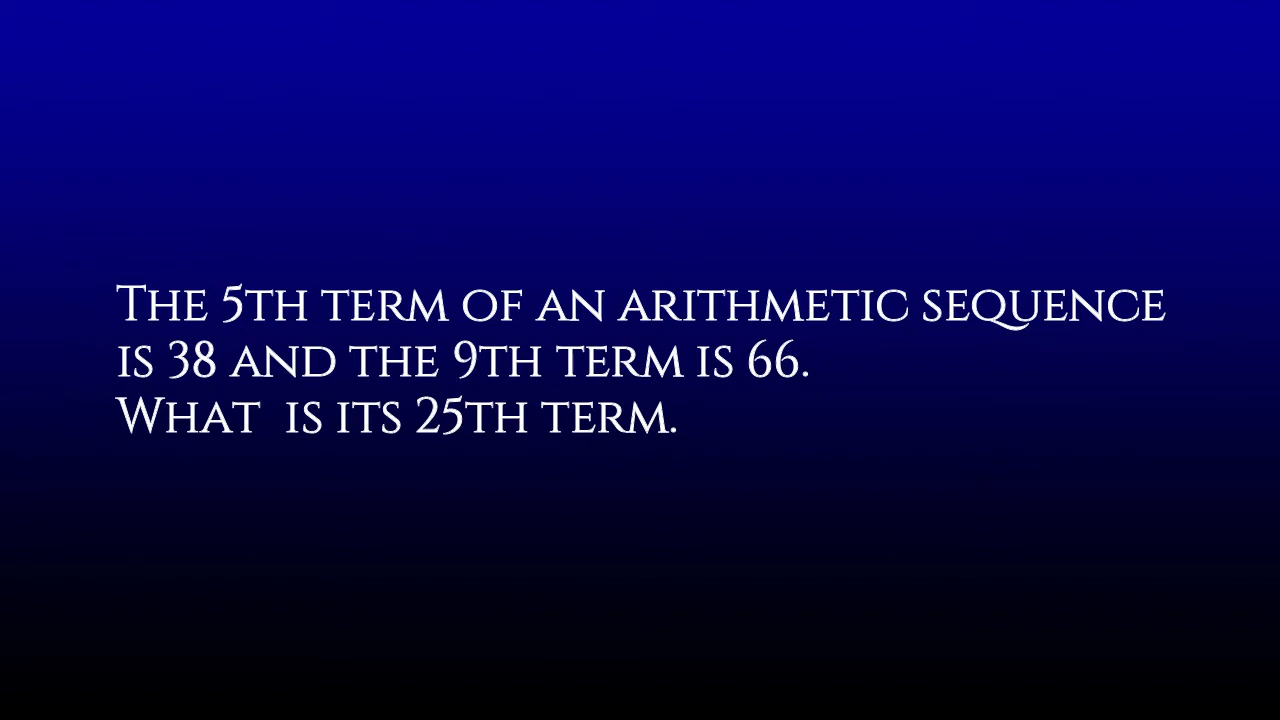 The 5th term of an arithmetic sequence
is 38 and the 9th term is 66.
What  is its 25th term.